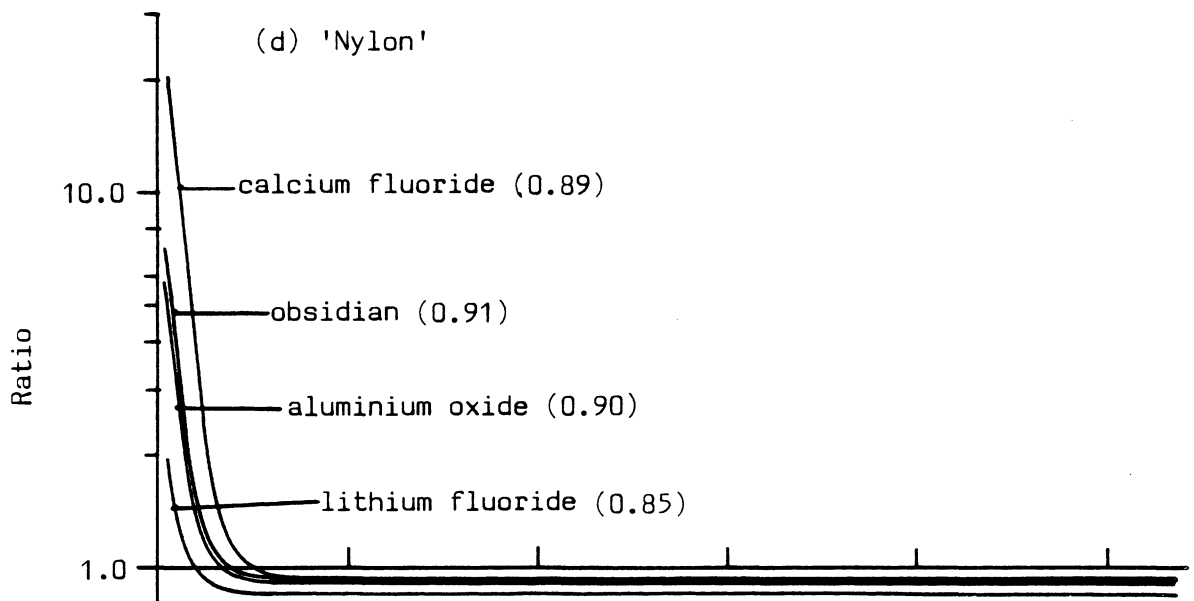 (d) 'Nylon'
10.0
calcium fluoride (0.89)
obsidian (0.91)
Ratio
aluminium oxide (0.90)
lithium fluoride (0.85)
1.0